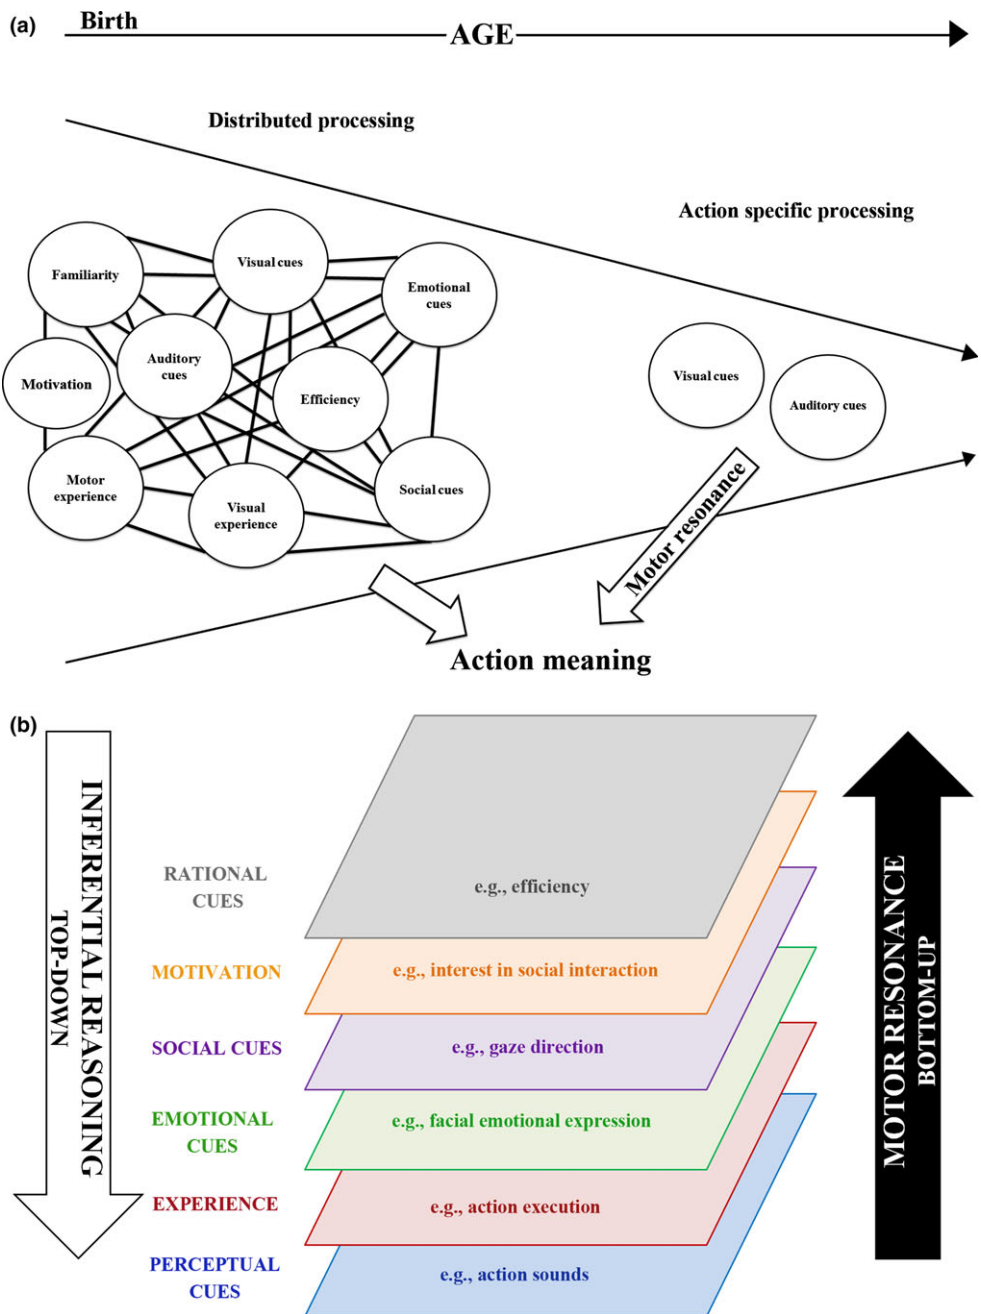 (a)
Birth
AGE
Distributed processing
Action specific processing
Familiarity
Visual cues
Emotional
cues
Motivation
Auditory
cues
Efficiency
Motor
experience
Visual
experience
Social cues
Visual cues
Auditory cues
Motor resonance
Action meaning
(b)
INFERENTIAL REASONING
TOP-DOWN
RATIONAL
CUES
e.g., efficiency
MOTIVATION
e.g., interest in social interaction
SOCIAL CUES
e.g., gaze direction
EMOTIONAL
CUES
e.g., facial emotional expression
EXPERIENCE
e.g., action execution
PERCEPTUAL
CUES
e.g., action sounds
MOTOR RESONANCE
BOTTOM-UP